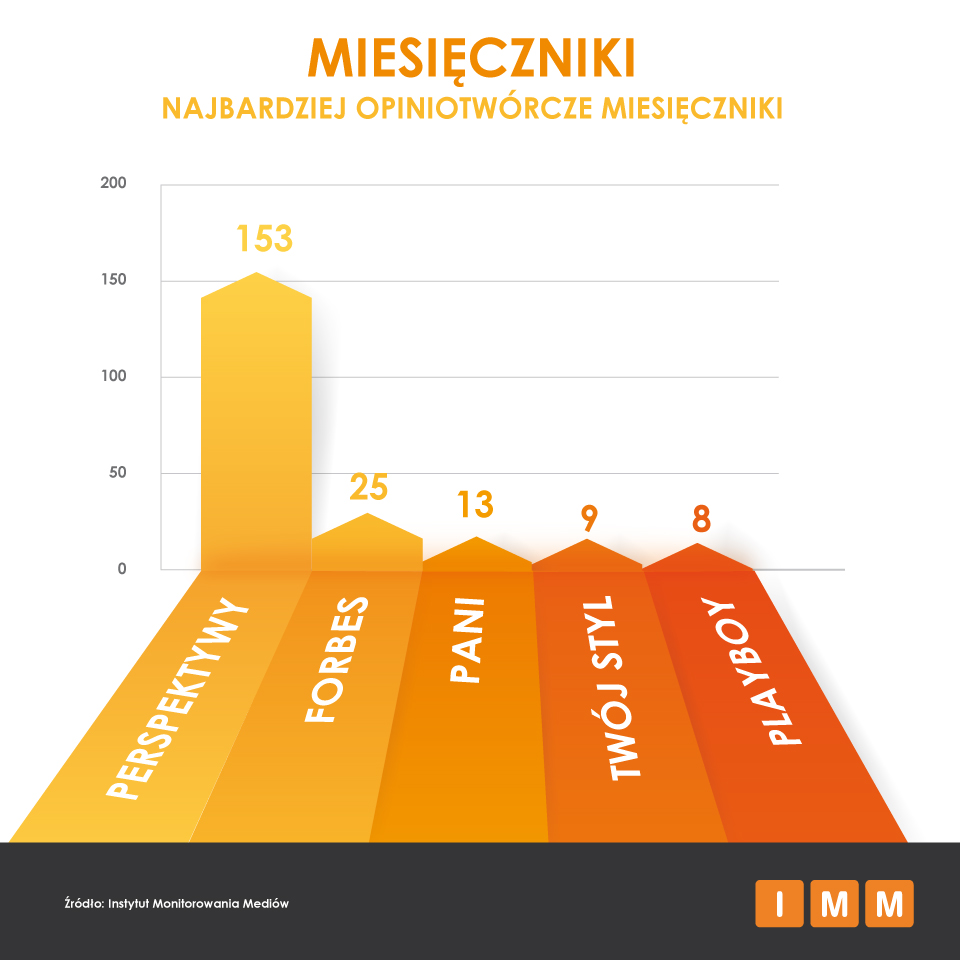 MIESIĘCZNIKI
NAJBARDZIEJ OPINIOTWÓRCZE MIESIĘCZNIKI
200
150
100
50
0
153
25
13
9
8
PERSPEKTYWY
FORBES
PANI
TWÓJ STYL
PLAYBOY
Źródło: Instytut Monitorowania Mediów
I M M